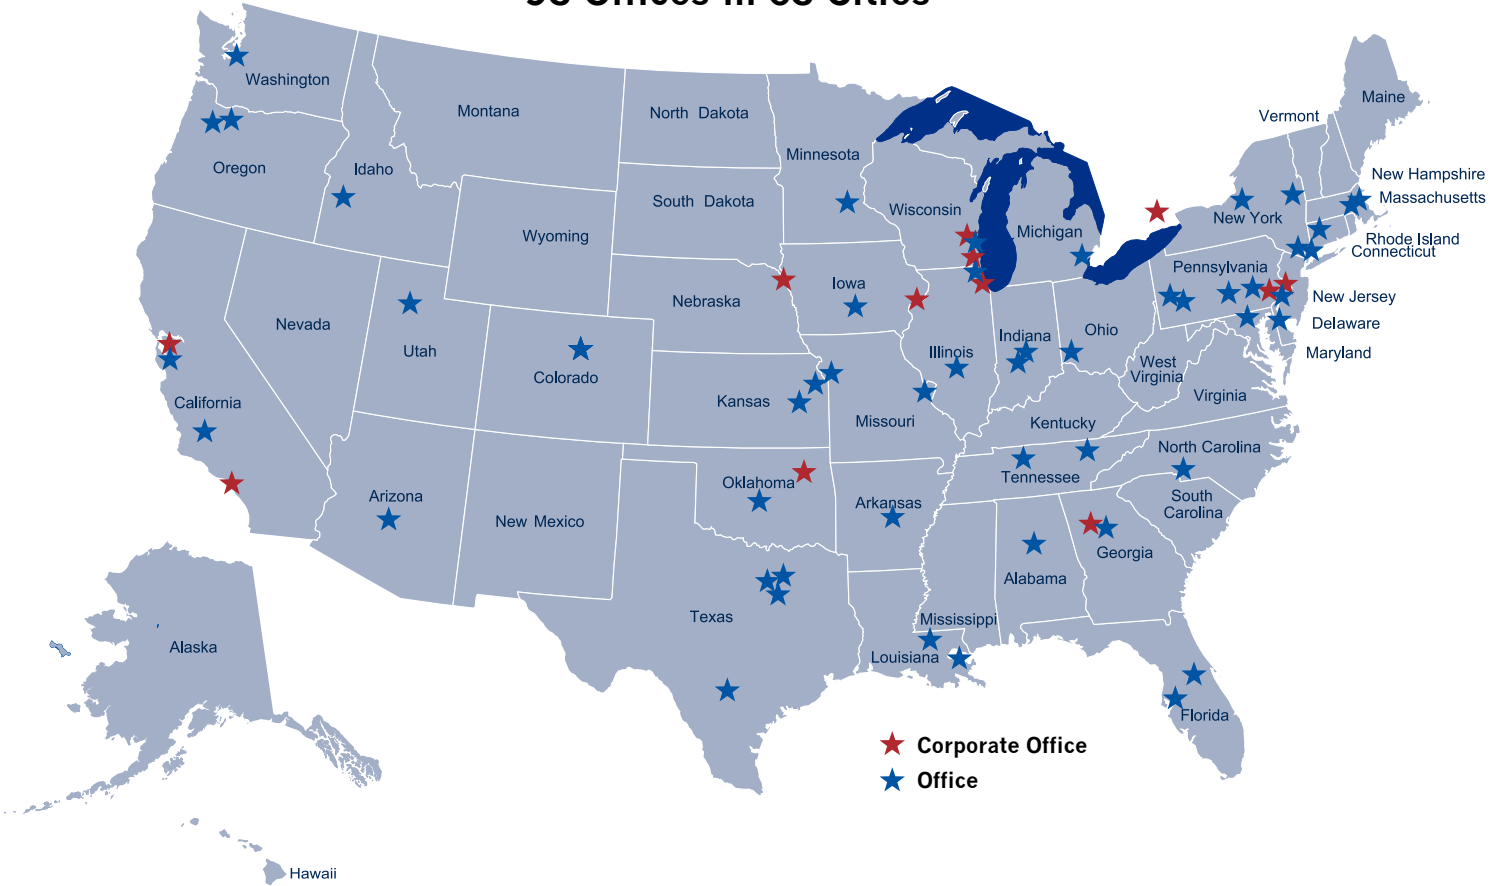 Washington
Montana
North Dakota
Minnesota
Vermont
Maine
Oregon
Idaho
South Dakota
Wisconsin
Michigan
New York
New Hampshire
Massachusetts
Rhode Island
Connecticut
Wyoming
Nebraska
Iowa
Pennsylvania
New Jersey
Delaware
Maryland
Nevada
Utah
Colorado
Kansas
Missouri
Illinois
Indiana
Ohio
West
Virginia
Virginia
California
Kentucky
North Carolina
Tennessee
South
Carolina
Arizona
New Mexico
Oklahoma
Arkansas
Texas
Louisiana
Mississippi
Alabama
Georgia
Florida
Alaska
Hawaii
Corporate Office
Office